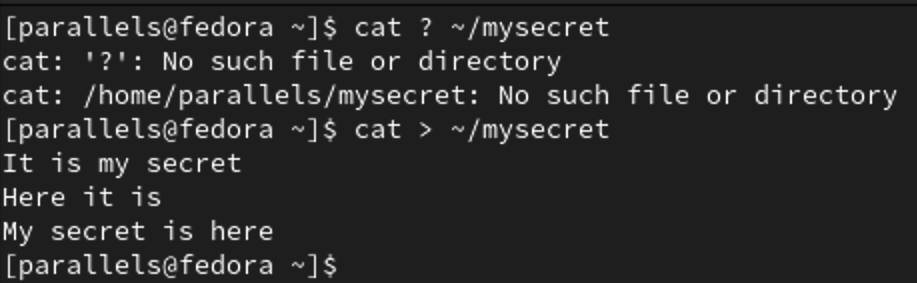 [parallels@fedora ~]$ cat ? ~/mysecret
cat: '?': No such file or directory
cat: /home/parallels/mysecret: No such file or directory
[parallels@fedora ~]$ cat > ~/mysecret
It is my secret
Here it is
My secret is here
[parallels@fedora ~]$